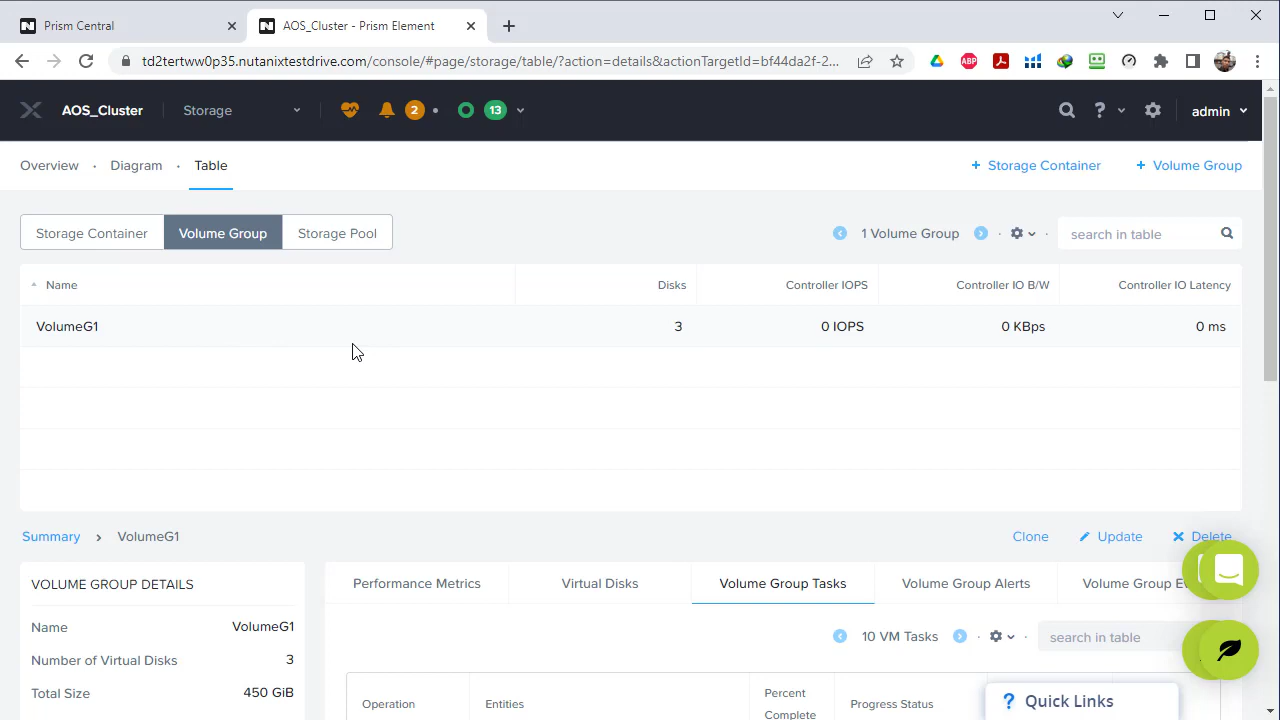 Prism Central
AOS_Cluster - Prism Element
td2tertww0p35.nutanixtestdrive.com/console/#page/storage/table/?action=details&actionTargetId=bf44da2f-2...
ABP
AOS_Cluster
Storage
2
13
?
admin
Overview
Diagram
Table
+ Storage Container
+ Volume Group
Storage Container
Volume Group
Storage Pool
1 Volume Group
search in table
Name
Disks
Controller IOPS
Controller IO B/W
Controller IO Latency
VolumeG1
3
0 IOPS
0 KBps
0 ms
Summary
VolumeG1
Clone
Update
Delete
VOLUME GROUP DETAILS
Performance Metrics
Virtual Disks
Volume Group Tasks
Volume Group Alerts
Volume Group E
Name
VolumeG1
10 VM Tasks
search in table
Number of Virtual Disks
3
Total Size
450 GiB
Operation
Entities
Percent
Complete
Progress Status
? Quick Links